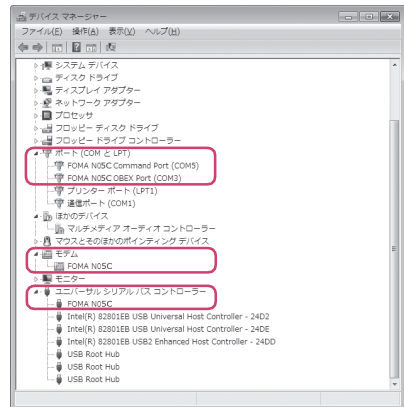 デバイス マネージャー
ファイル(F) 操作(A) 表示(V) ヘルプ(H)
システム デバイス
ディスク ドライブ
ディスプレイ アダプター
ネットワーク アダプター
プロセッサ
フロッピー ディスク ドライブ
フロッピー ドライブ コントローラー
ポート (COM と LPT)
FOMA N05C Command Port (COM5)
FOMA N05C OBEX Port (COM3)
プリンター ポート (LPT1)
通信ポート (COM1)
ほかのデバイス
マルチメディア オーディオ コントローラー
マウスとそのほかのポインティング デバイス
モデム
FOMA N05C
モニター
ユニバーサル シリアル バス コントローラー
FOMA N05C
Intel(R) 82801EB USB Universal Host Controller - 24D2
Intel(R) 82801EB USB Universal Host Controller - 24DE
Intel(R) 82801EB USB2 Enhanced Host Controller - 24DD
USB Root Hub
USB Root Hub
USB Root Hub